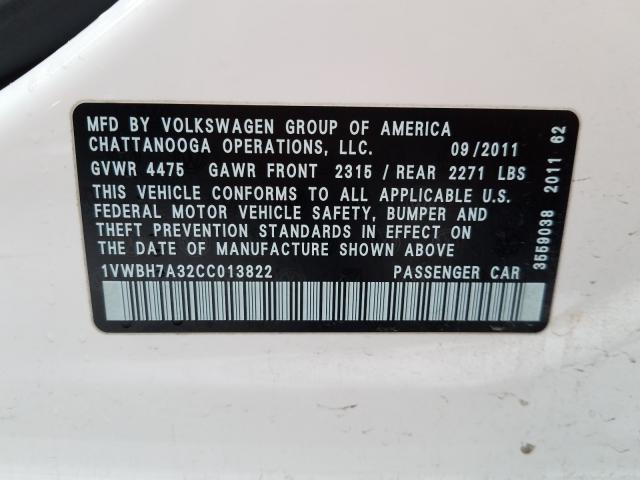 MFD BY VOLKSWAGEN GROUP OF AMERICA
CHATTANOOGA OPERATIONS, LLC. 09/2011
GVWR 4475 GAWR FRONT 2315 / REAR 2271 LBS
THIS VEHICLE CONFORMS TO ALL APPLICABLE U.S.
FEDERAL MOTOR VEHICLE SAFETY, BUMPER AND
THEFT PREVENTION STANDARDS IN EFFECT ON
THE DATE OF MANUFACTURE SHOWN ABOVE
1VWBH7A32CC013822 PASSENGER CAR
3559038 2011 62